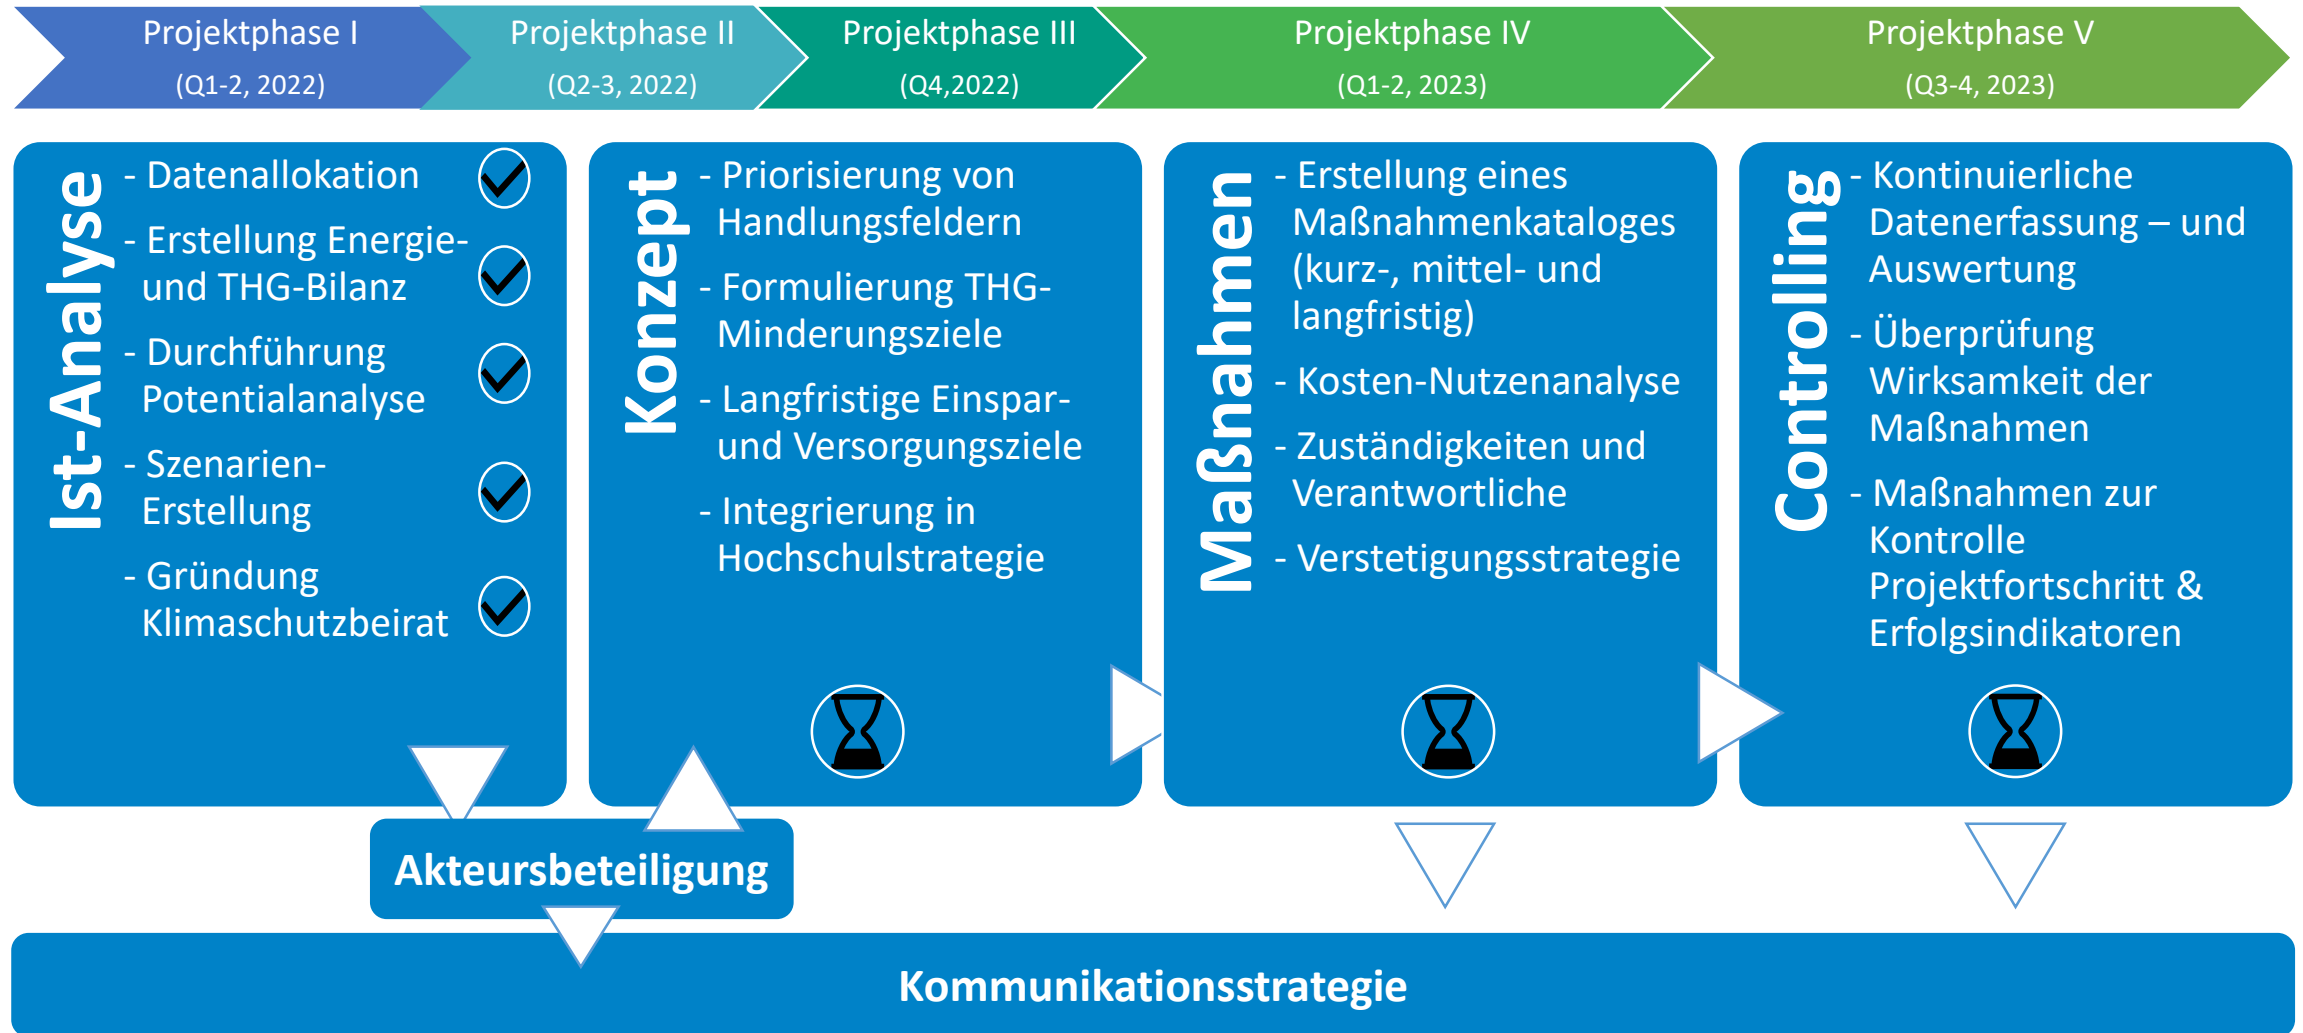 Projektphase I
(Q1-2, 2022)
Projektphase II
(Q2-3, 2022)
Projektphase III
(Q4,2022)
Projektphase IV
(Q1-2, 2023)
Projektphase V
(Q3-4, 2023)
Ist-Analyse
- Datenallokation
- Erstellung Energie-
und THG-Bilanz
- Durchführung
Potentialanalyse
- Szenarien-
Erstellung
- Gründung
Klimaschutzbeirat
Konzept
- Priorisierung von
Handlungsfeldern
- Formulierung THG-
Minderungsziele
- Langfristige Einspar-
und Versorgungsziele
- Integrierung in
Hochschulstrategie
Maßnahmen
- Erstellung eines
Maßnahmenkataloges
(kurz-, mittel- und
langfristig)
- Kosten-Nutzenanalyse
- Zuständigkeiten und
Verantwortliche
- Verstetigungsstrategie
Controlling
- Kontinuierliche
Datenerfassung – und
Auswertung
- Überprüfung
Wirksamkeit der
Maßnahmen
- Maßnahmen zur
Kontrolle
Projektfortschritt &
Erfolgsindikatoren
Akteursbeteiligung
Kommunikationsstrategie